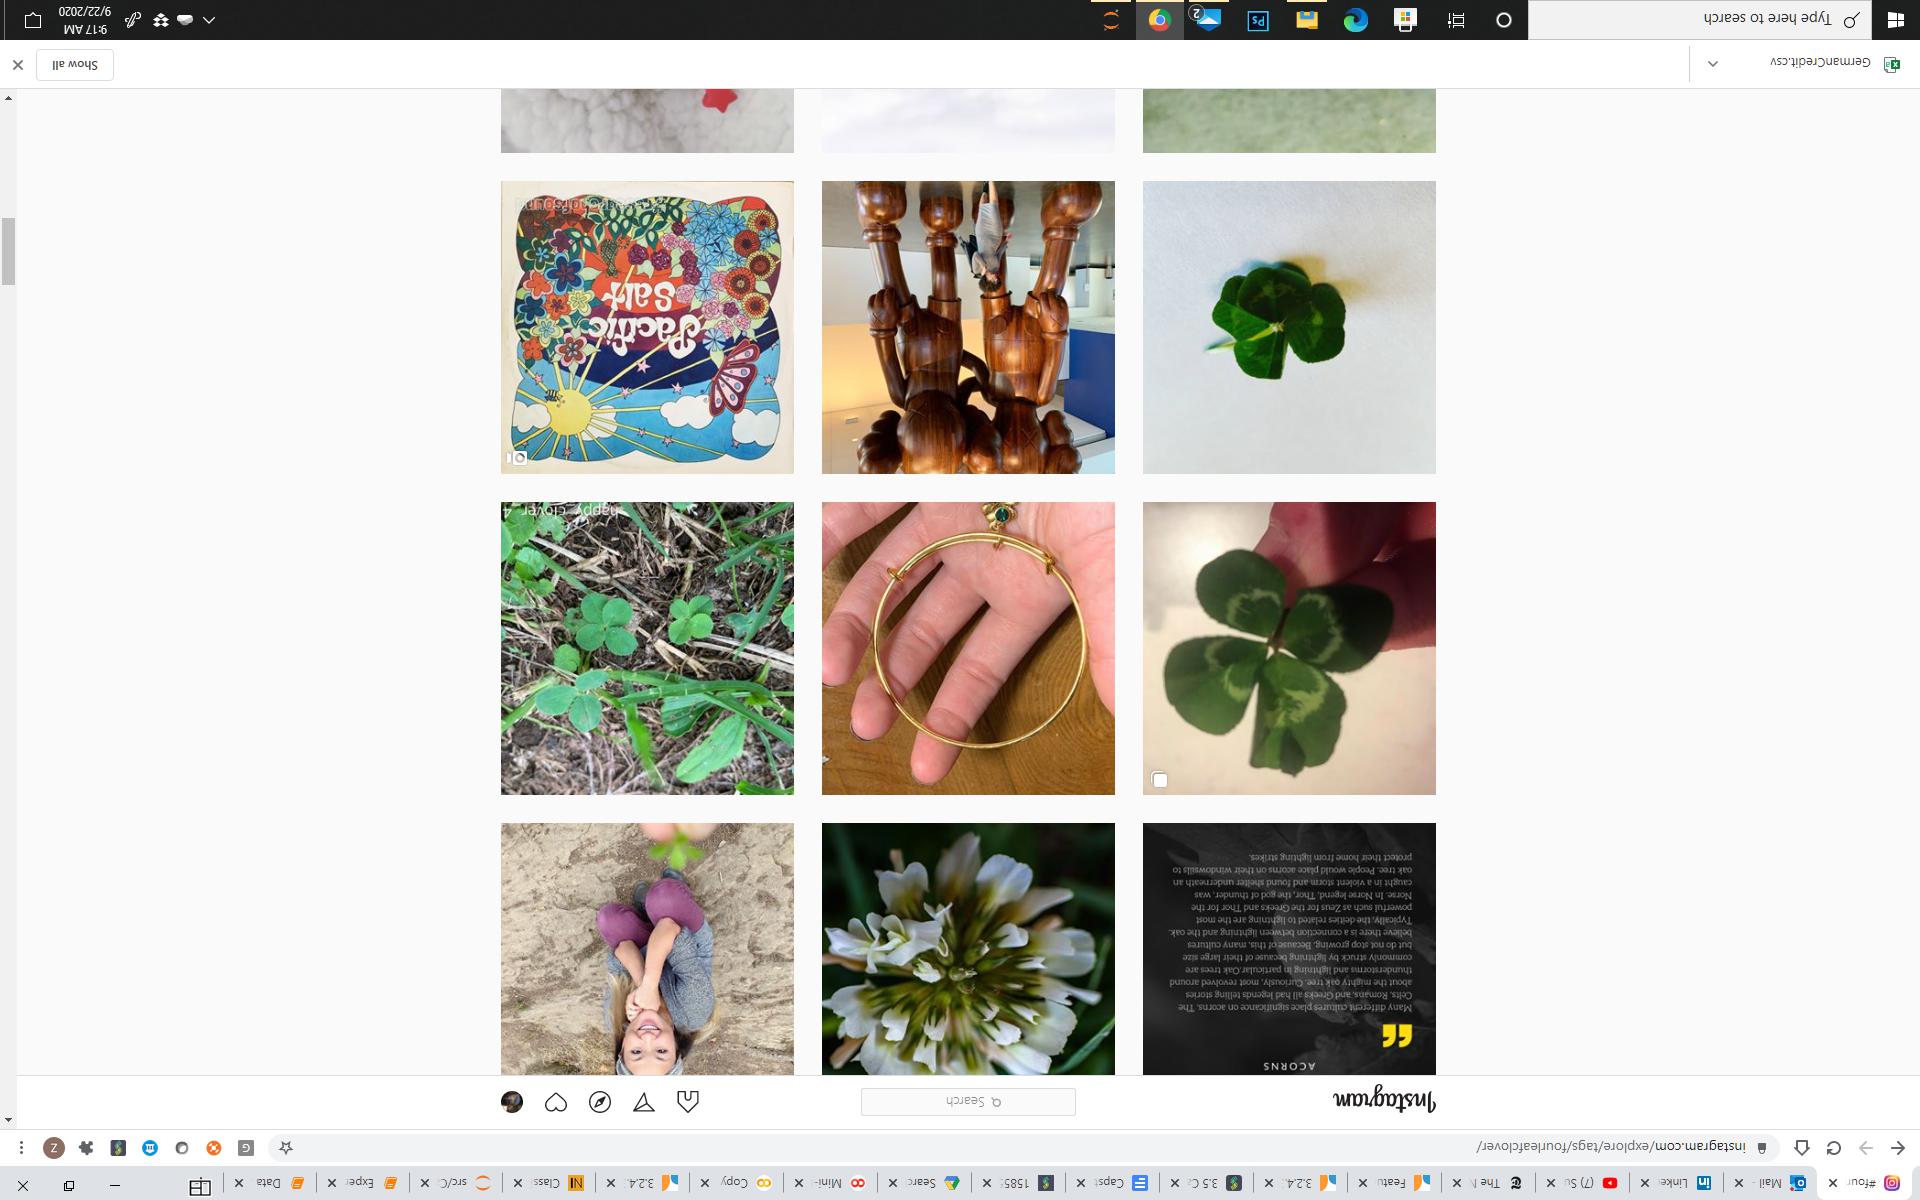 #four
Mail -
Linke
(7) Su
The N
Featu
3.2.4.
3.5 C
Capst
1585
Searc
Mini-
Copy
3.2.4.
Class
src/C
Exper
Data
instagram.com/explore/tags/fourleafclover/
Z
Instagram
Search
ACORNS
Many different cultures place significance on acorns. The
Celts, Romans, and Greeks all had legends telling stories
about the mighty oak tree. Curiously, most revolved around
thunderstorms and lightning in particular.Oak trees are
commonly struck by lightning because of their large size
but do not stop growing. Because of this, many cultures
believe there is a connection between lightning and the oak.
Typically, the deities related to lightning are the most
powerful such as Zeus for the Greeks and Thor for the
Norse. In Norse legend, Thor, the god of thunder, was
caught in a violent storm and found shelter underneath an
oak tree. People would place acorns on their windowsills to
protect their home from lighting strikes.
happy_clover_4
Pacific
Salt
GermanCredit.csv
Show all
Type here to search
Ps
2
9:17 AM
9/22/2020